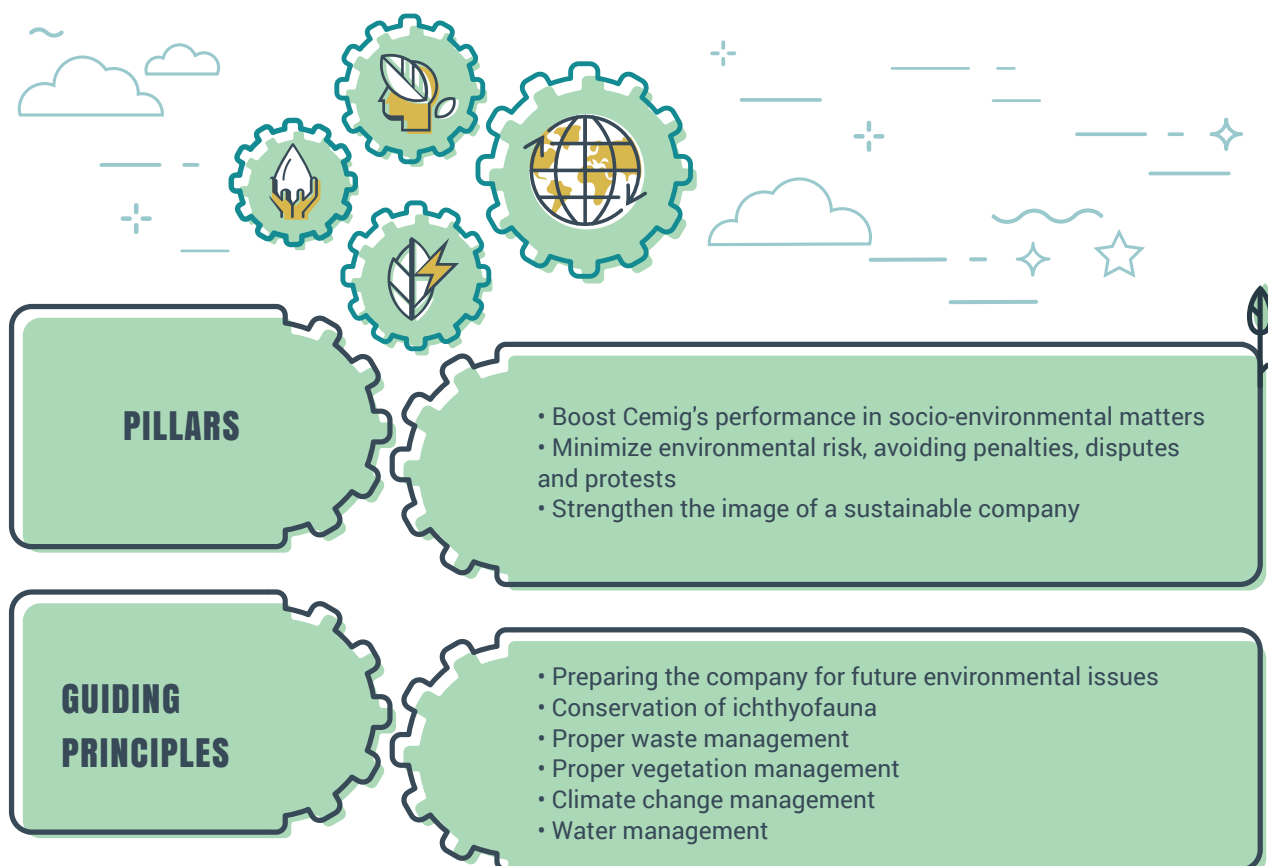 PILLARS
• Boost Cemig's performance in socio-environmental matters
• Minimize environmental risk, avoiding penalties, disputes
and protests
• Strengthen the image of a sustainable company
GUIDING
PRINCIPLES
• Preparing the company for future environmental issues
• Conservation of ichthyofauna
• Proper waste management
• Proper vegetation management
• Climate change management
• Water management